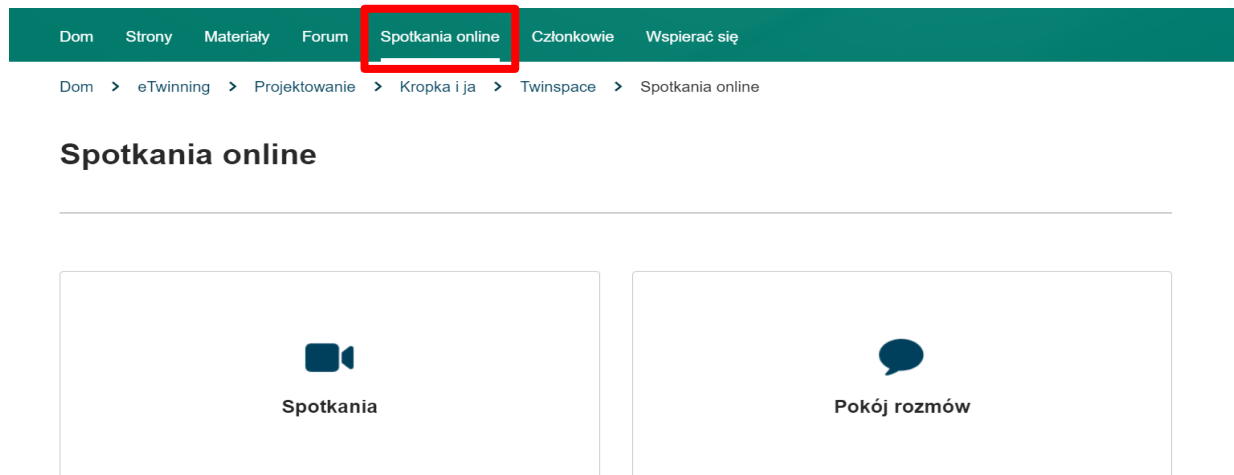 Dom Strony Materiały Forum Spotkania online Członkowie Wspierać się
Dom > eTwinning > Projektowanie > Kropka i ja > Twinspace > Spotkania online
Spotkania online
Spotkania
Pokój rozmów